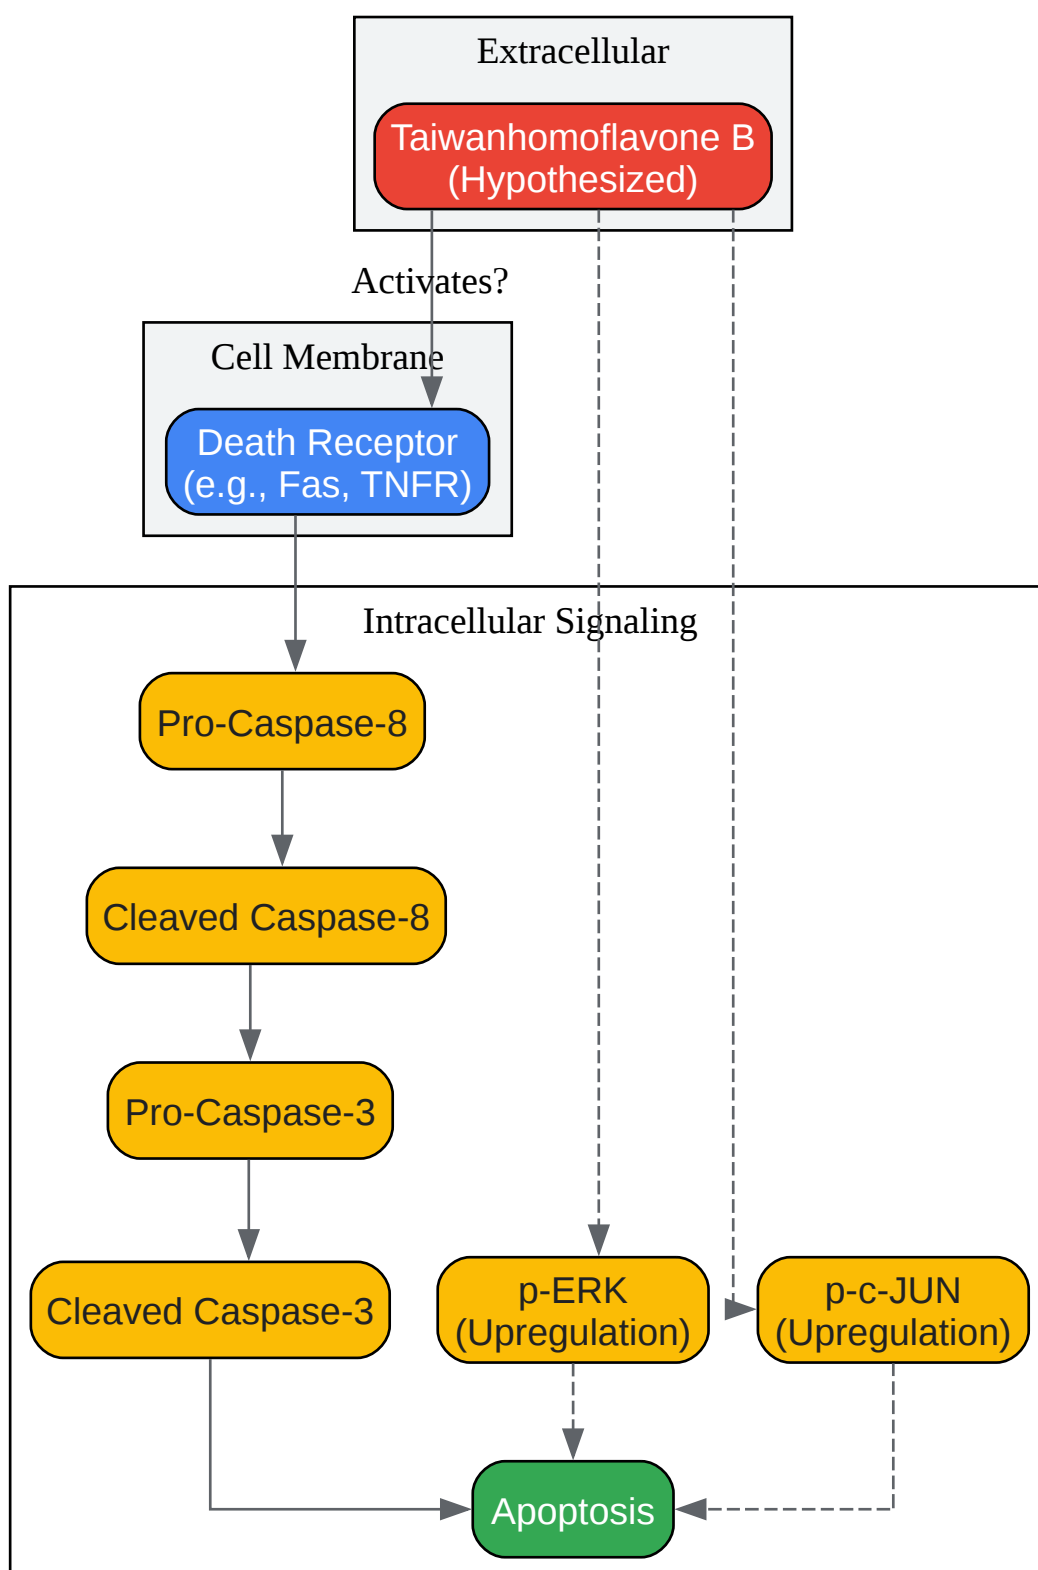 Extracellular
Taiwanhomoflavone B
(Hypothesized)
Activates?
Cell Membrane
Death Receptor
(e.g., Fas, TNFR)
Intracellular Signaling
Pro-Caspase-8
Cleaved Caspase-8
Pro-Caspase-3
Cleaved Caspase-3
p-ERK
(Upregulation)
p-c-JUN
(Upregulation)
Apoptosis